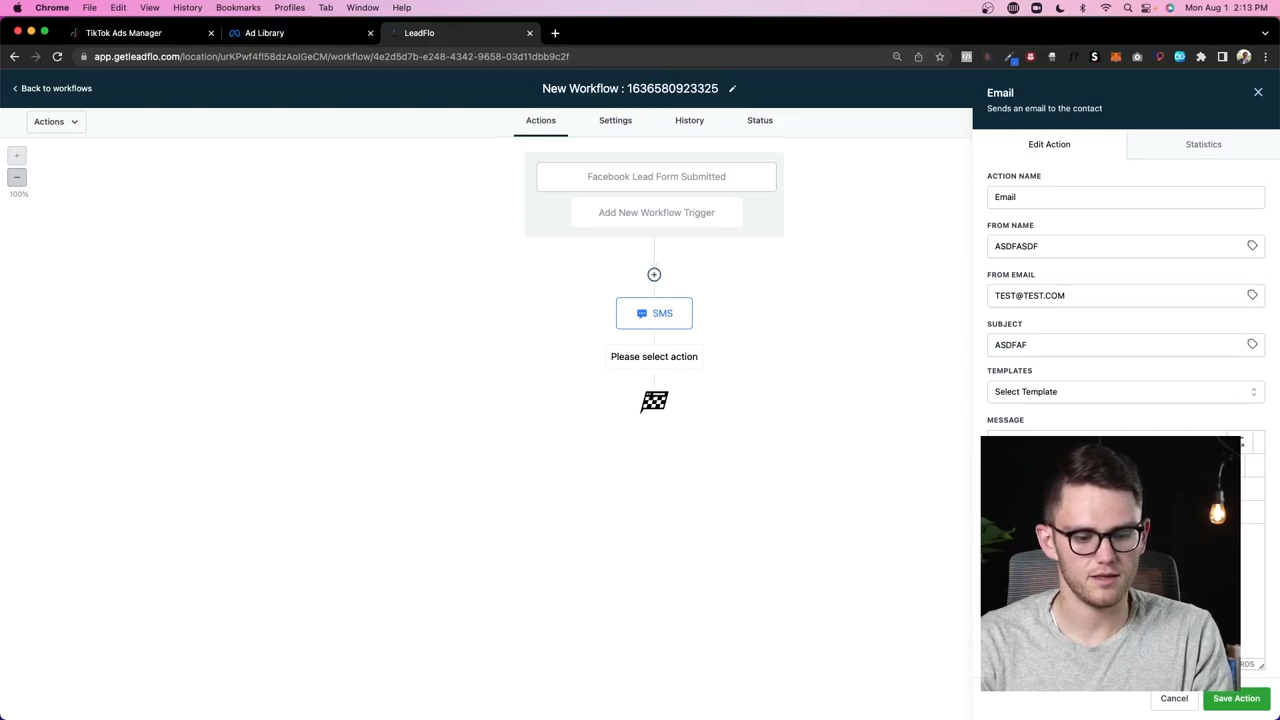 Chrome File Edit View History Bookmarks Profiles Tab Window Help Mon Aug 1 2:13 PM
TikTok Ads Manager Ad Library LeadFlo
app.getleadflo.com/location/urKPwf4fl58dzAolGeCM/workflow/4e2d5d7b-e248-4342-9658-03d11dbb9c2f
Back to workflows
New Workflow : 1636580923325
Actions
Actions Settings History Status
100%
Facebook Lead Form Submitted
Add New Workflow Trigger
SMS
Please select action
Email
Sends an email to the contact
Edit Action Statistics
ACTION NAME
Email
FROM NAME
ASDFASDF
FROM EMAIL
TEST@TEST.COM
SUBJECT
ASDFAF
TEMPLATES
Select Template
MESSAGE
RDS
Cancel Save Action